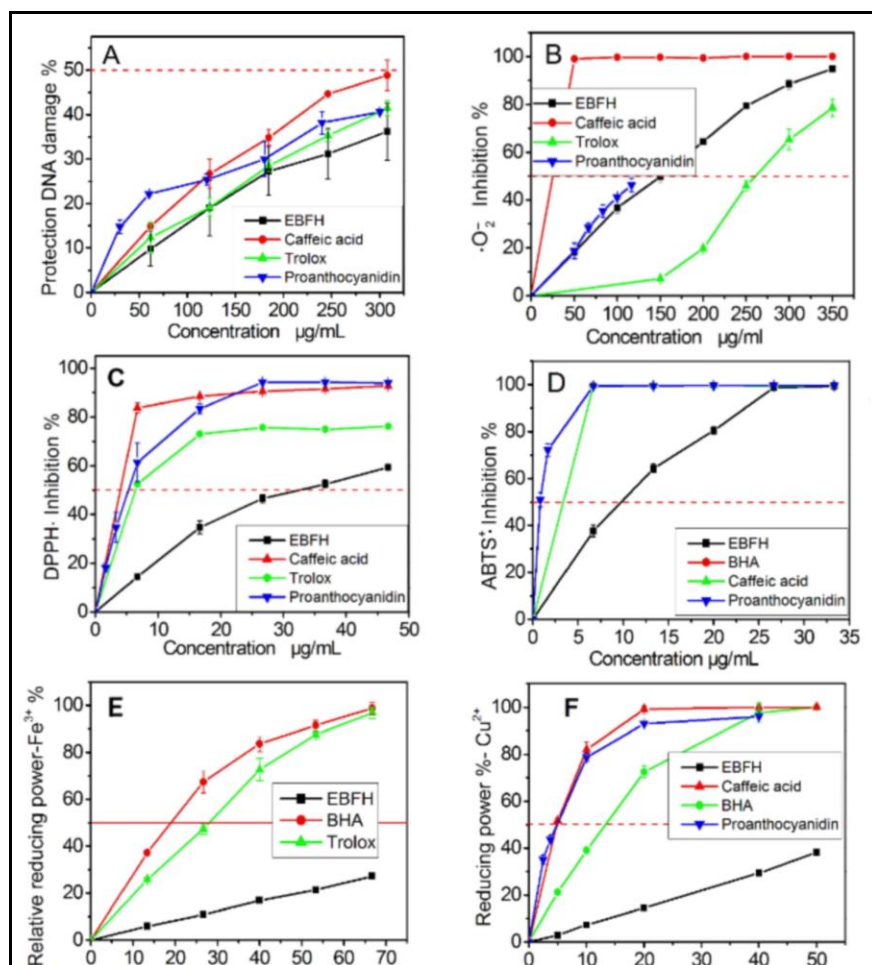 A
Protection DNA damage %
50
40
30
20
10
0
EBFH
Caffeic acid
Trolox
Proanthocyanidin
0 50 100 150 200 250 300
Concentration µg/mL
B
·O₂⁻ Inhibition %
100
80
60
40
20
0
EBFH
Caffeic acid
Trolox
Proanthocyanidin
0 50 100 150 200 250 300 350
Concentration µg/ml
C
DPPH· Inhibition %
100
80
60
40
20
0
EBFH
Caffeic acid
Trolox
Proanthocyanidin
0 10 20 30 40 50
Concentration µg/mL
D
ABTS⁺· Inhibition %
100
80
60
40
20
0
EBFH
BHA
Caffeic acid
Proanthocyanidin
0 5 10 15 20 25 30 35
Concentration µg/mL
E
Relative reducing power-Fe³⁺ %
100
80
60
40
20
0
EBFH
BHA
Trolox
0 10 20 30 40 50 60 70
F
Reducing power %- Cu²⁺
100
80
60
40
20
0
EBFH
Caffeic acid
BHA
Proanthocyanidin
0 10 20 30 40 50